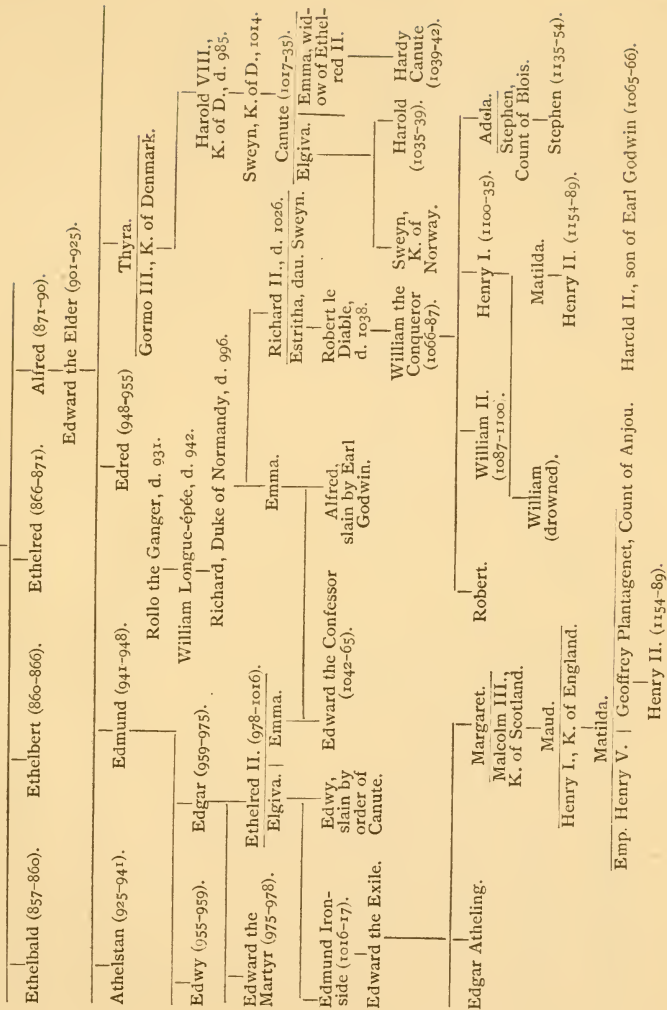 Ethelbald (857-860). Ethelbert (860-866). Ethelred (866-871). Alfred (871-90).
Edward the Elder (901-925).
Athelstan (925-941). Edmund (941-948). Edred (948-955) Thyra.
Gormo III., K. of Denmark.
Rollo the Ganger, d. 931.
William Longue-épée, d. 942.
Richard, Duke of Normandy, d. 996.
Harold VIII.,
K. of D., d. 985.
Sweyn, K. of D., 1014.
Canute (1017-35).
Elgiva. | Emma, wid-
ow of Ethel-
red II.
Edwy (955-959). Edgar (959-975).
Edward the
Martyr (975-978).
Ethelred II. (978-1016).
Elgiva. | Emma.
Emma.
Richard II., d. 1026.
Estritha, dau. Sweyn.
Robert le
Diable,
d. 1038.
William the
Conqueror
(1066-87).
Sweyn,
K. of
Norway.
Harold
(1035-39).
Hardy
Canute
(1039-42).
Edmund Iron-
side (1016-17).
Edward the Exile.
Edwy,
slain by
order of
Canute.
Edward the Confessor
(1042-65).
Alfred,
slain by Earl
Godwin.
Edgar Atheling.
Margaret.
Malcolm III.,
K. of Scotland.
Maud.
Henry I., K. of England.
Matilda.
Emp. Henry V. | Geoffrey Plantagenet, Count of Anjou.
Henry II. (1154-89).
Robert.
William II.
(1087-1100).
Henry I. (1100-35).
Adela.
Stephen,
Count of Blois.
Stephen (1135-54).
William
(drowned).
Matilda.
Henry II. (1154-89).
Harold II., son of Earl Godwin (1065-66).